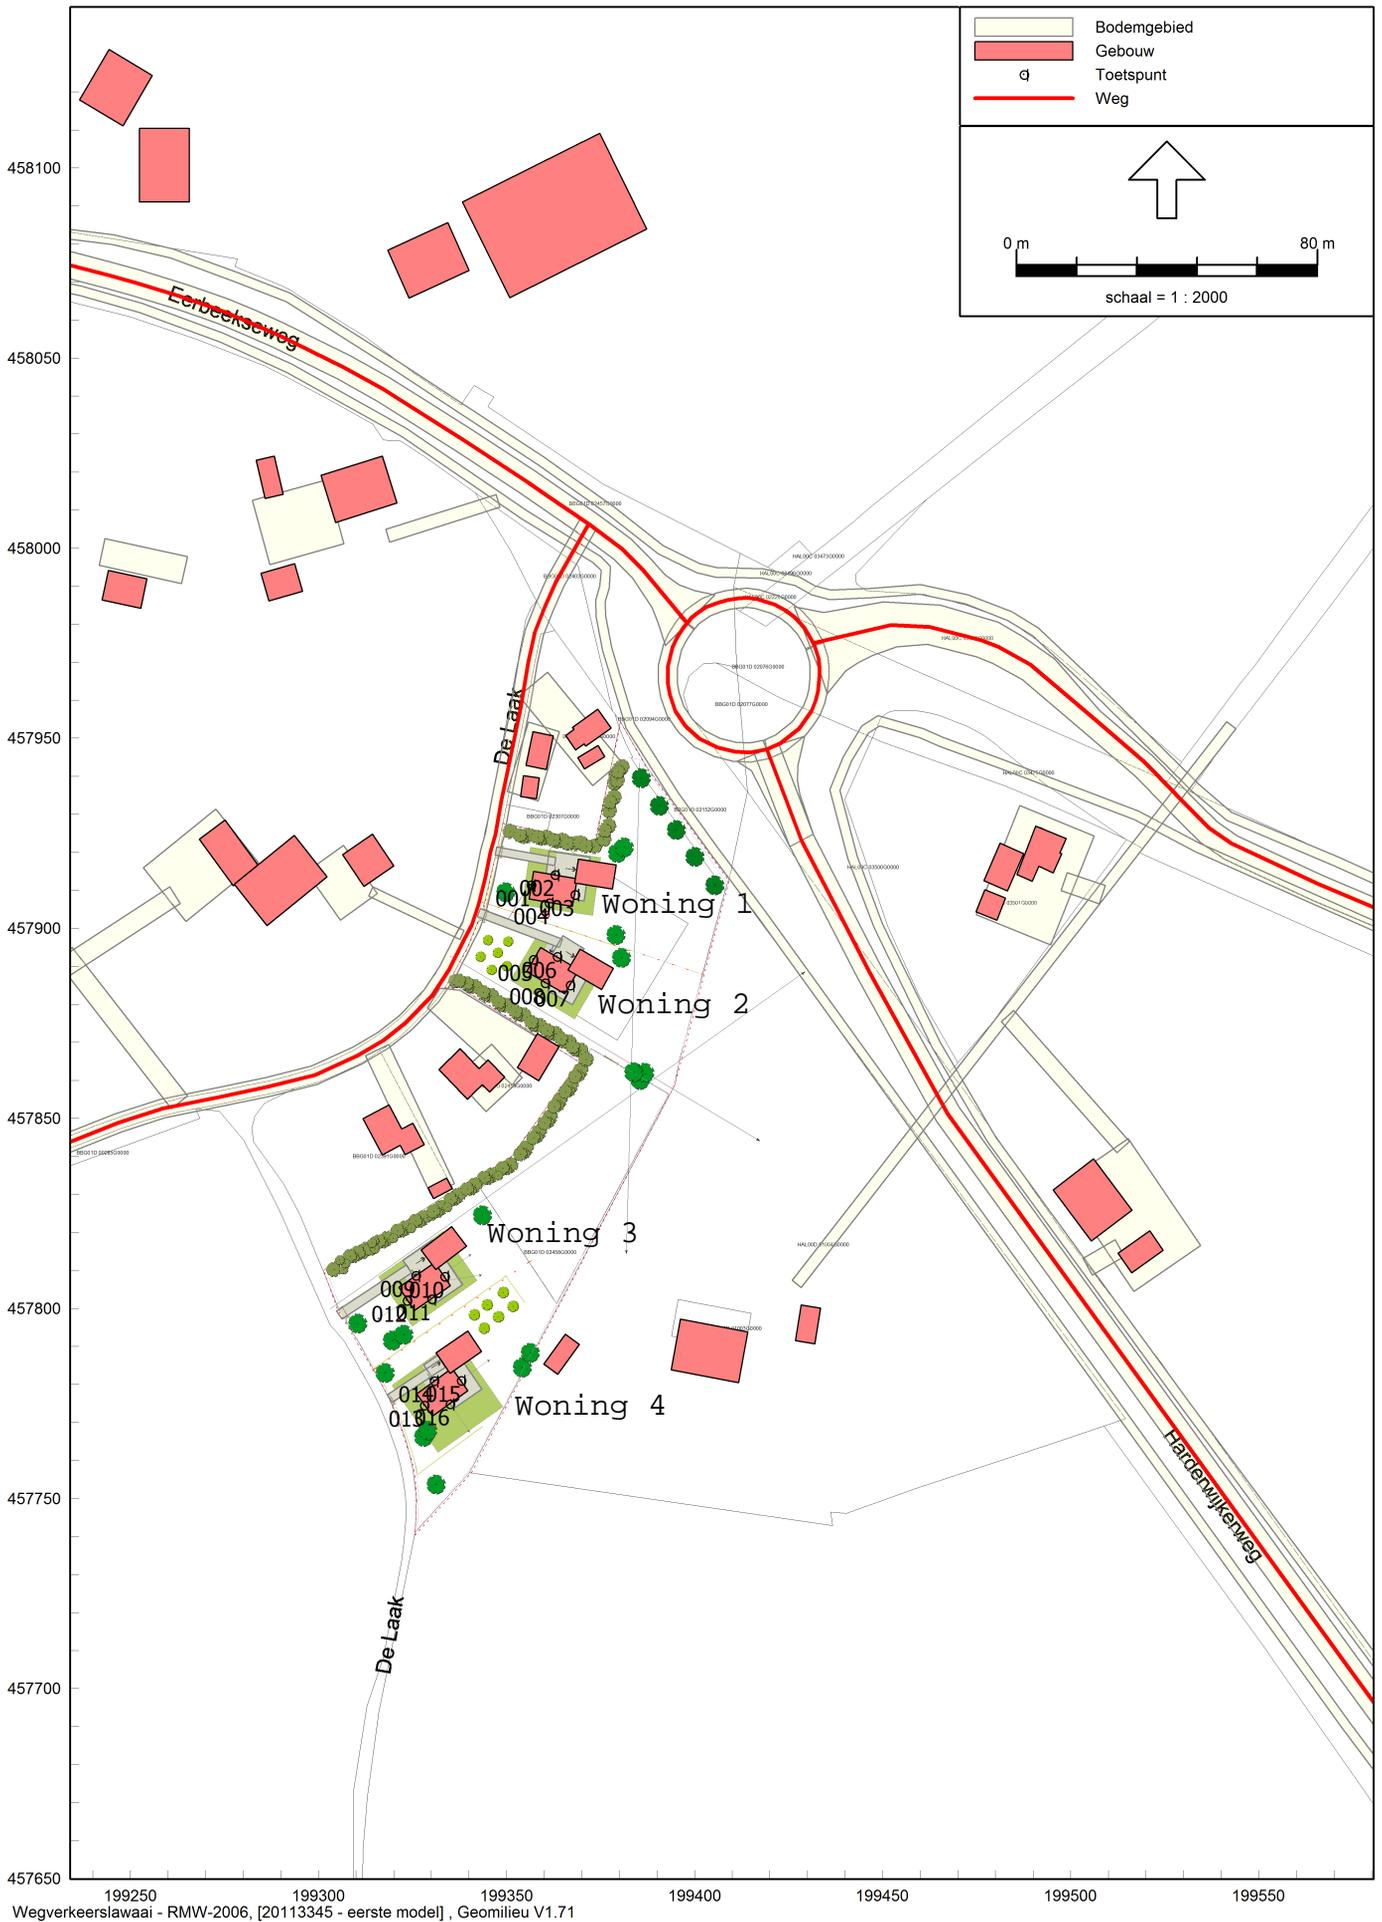 Bodemgebied
Gebouw
Toetspunt
Weg
0 m 80 m
schaal = 1 : 2000
458100
458050
458000
457950
457900
457850
457800
457750
457700
457650
Eerbeekseweg
De Laak
001
002
003
004
Woning 1
005
006
008
007
Woning 2
Woning 3
009
010
012
011
014
015
013
016
Woning 4
Harderwijkerweg
De Laak
199250 199300 199350 199400 199450 199500 199550
Wegverkeerslawaai - RMW-2006, [20113345 - eerste model] , Geomilieu V1.71